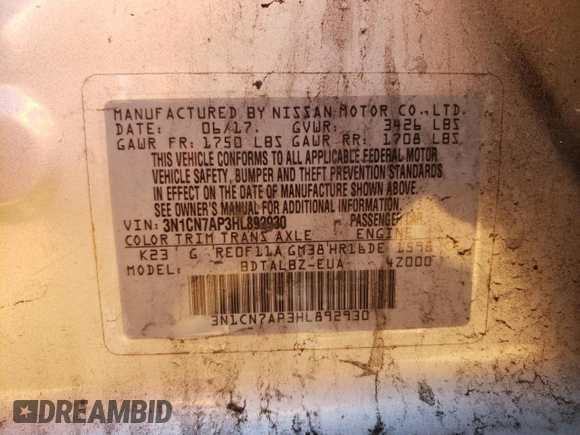 MANUFACTURED BY NISSAN MOTOR CO.,LTD.
DATE: 06/17. GVWR: 3426 LBS
GAWR FR: 1750 LBS GAWR RR: 1708 LBS
THIS VEHICLE CONFORMS TO ALL APPLICABLE FEDERAL MOTOR
VEHICLE SAFETY, BUMPER AND THEFT PREVENTION STANDARDS
IN EFFECT ON THE DATE OF MANUFACTURE SHOWN ABOVE.
SEE OWNER'S MANUAL FOR ADDITIONAL INFORMATION.
VIN: 3N1CN7AP3HL892930 PASSENGER CAR
COLOR TRIM TRANS AXLE ENGINE
K23 G RE0F11A GM38 HR16DE 1598
MODEL: BDTALBZ-EUA 4Z000
3N1CN7AP3HL892930
DREAMBID